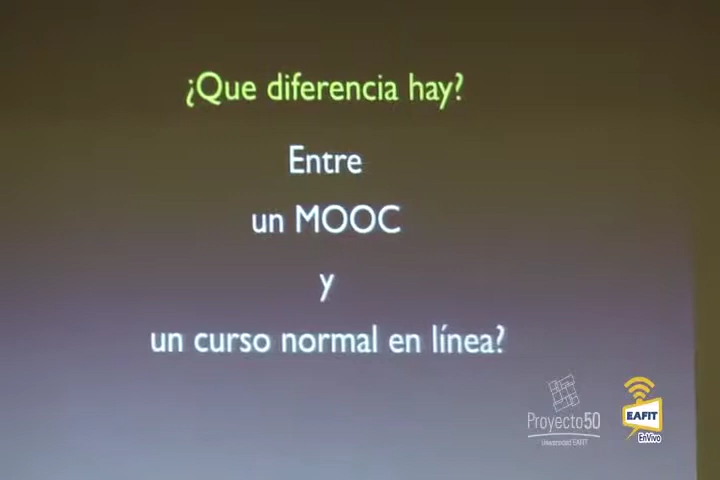 ¿Que diferencia hay?
Entre
un MOOC
y
un curso normal en línea?
Proyecto50
Universidad EAFIT
EAFIT
EnVivo